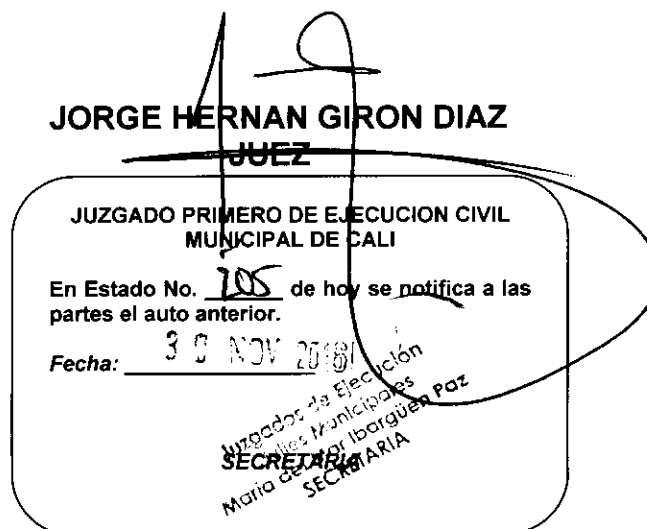 JORGE HERNAN GIRON DIAZ
JUEZ
JUZGADO PRIMERO DE EJECUCION CIVIL
MUNICIPAL DE CALI
En Estado No. 205 de hoy se notifica a las
partes el auto anterior.
Fecha: 30 NOV 2018
SECRETARIA
Juzgados de Ejecución
Civiles Municipales
Maria del Mar Ibargüen Paz
SECRETARIA